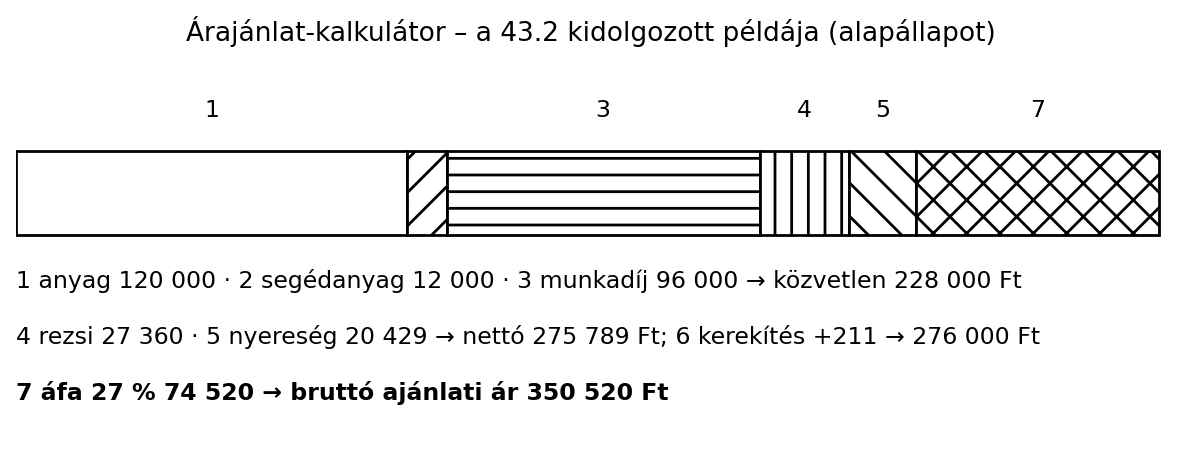 Árajánlat-kalkulátor – a 43.2 kidolgozott példája (alapállapot)
1 3 4 5 7
1 anyag 120 000 · 2 segédanyag 12 000 · 3 munkadíj 96 000 → közvetlen 228 000 Ft
4 rezsi 27 360 · 5 nyereség 20 429 → nettó 275 789 Ft; 6 kerekítés +211 → 276 000 Ft
7 áfa 27 % 74 520 → bruttó ajánlati ár 350 520 Ft